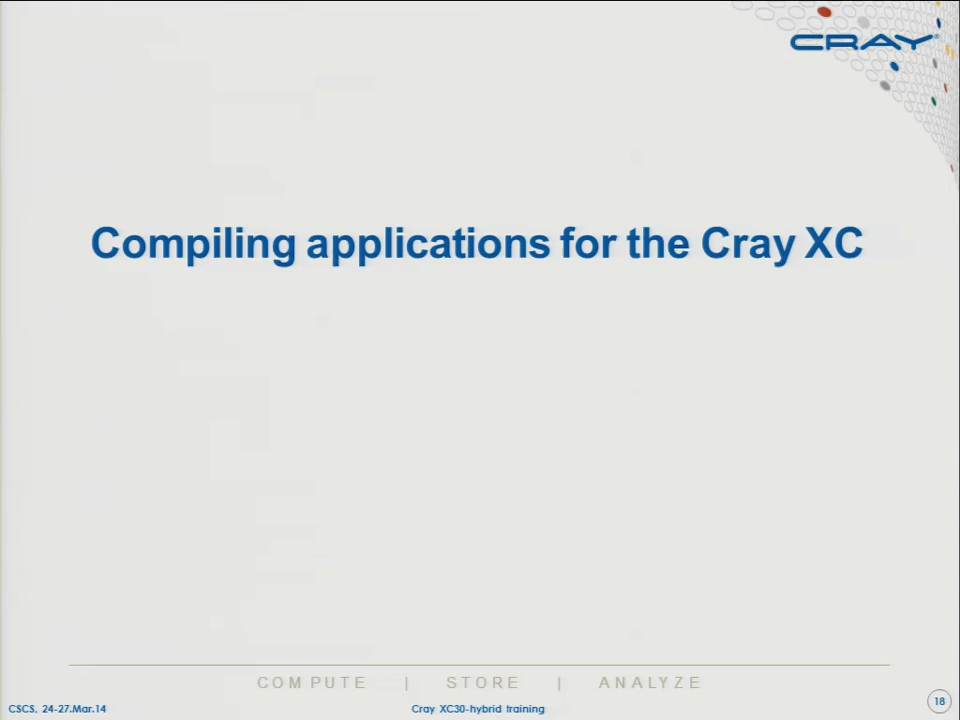 CRAY
Compiling applications for the Cray XC
COMPUTE | STORE | ANALYZE
CSCS, 24-27.Mar.14
Cray XC30-hybrid training
18